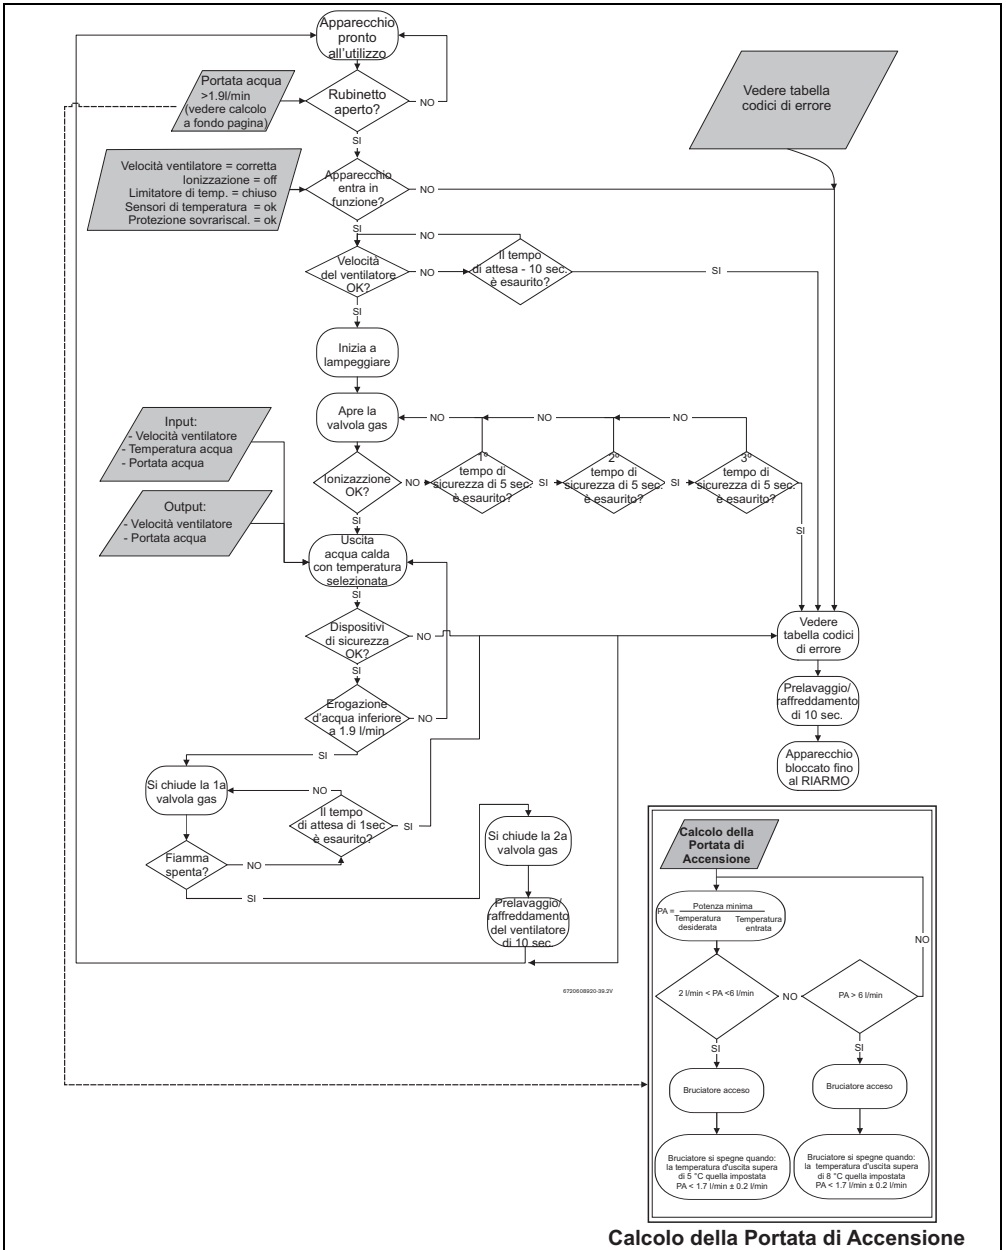 Apparecchio
pronto
all'utilizzo
Portata acqua
>1.9l/min
(vedere calcolo
a fondo pagina)
Rubinetto
aperto?
NO
SI
Vedere tabella
codici di errore
Velocità ventilatore = corretta
Ionizzazione = off
Limitatore di temp. = chiuso
Sensori di temperatura = ok
Protezione sovrariscal. = ok
Apparecchio
entra in
funzione?
NO
SI
NO
Velocità
del ventilatore
OK?
NO
Il tempo
di attesa - 10 sec.
è esaurito?
SI
SI
Inizia a
lampeggiare
Apre la
valvola gas
NO
NO
NO
Input:
- Velocità ventilatore
- Temperatura acqua
- Portata acqua
Ionizazzione
OK?
NO
1º
tempo di
sicurezza di 5 sec.
è esaurito?
SI
2º
tempo di
sicurezza di 5 sec.
è esaurito?
SI
3º
tempo di
sicurezza di 5 sec.
è esaurito?
SI
SI
Output:
- Velocità ventilatore
- Portata acqua
Uscita
acqua calda
con temperatura
selezionata
SI
Dispositivi
di sicurezza
OK?
NO
SI
Vedere
tabella codici
di errore
Prelavaggio/
raffreddamento
di 10 sec.
Apparecchio
bloccato fino
al RIARMO
Erogazione
d'acqua inferiore
a 1.9 l/min
NO
SI
Si chiude la 1a
valvola gas
NO
Il tempo
di attesa di 1sec
è esaurito?
SI
Fiamma
spenta?
NO
SI
Si chiude la 2a
valvola gas
Prelavaggio/
raffreddamento
del ventilatore
di 10 sec.
6720608920-39.2V
Calcolo della
Portata di
Accensione
PA = Potenza minima
Temperatura
desiderata
Temperatura
entrata
NO
2 l/min < PA <6 l/min
NO
PA > 6 l/min
SI
SI
Bruciatore acceso
Bruciatore acceso
Bruciatore si spegne quando:
la temperatura d'uscita supera
di 5 °C quella impostata
PA < 1.7 l/min ± 0.2 l/min
Bruciatore si spegne quando:
la temperatura d'uscita supera
di 8 °C quella impostata
PA < 1.7 l/min ± 0.2 l/min
Calcolo della Portata di Accensione